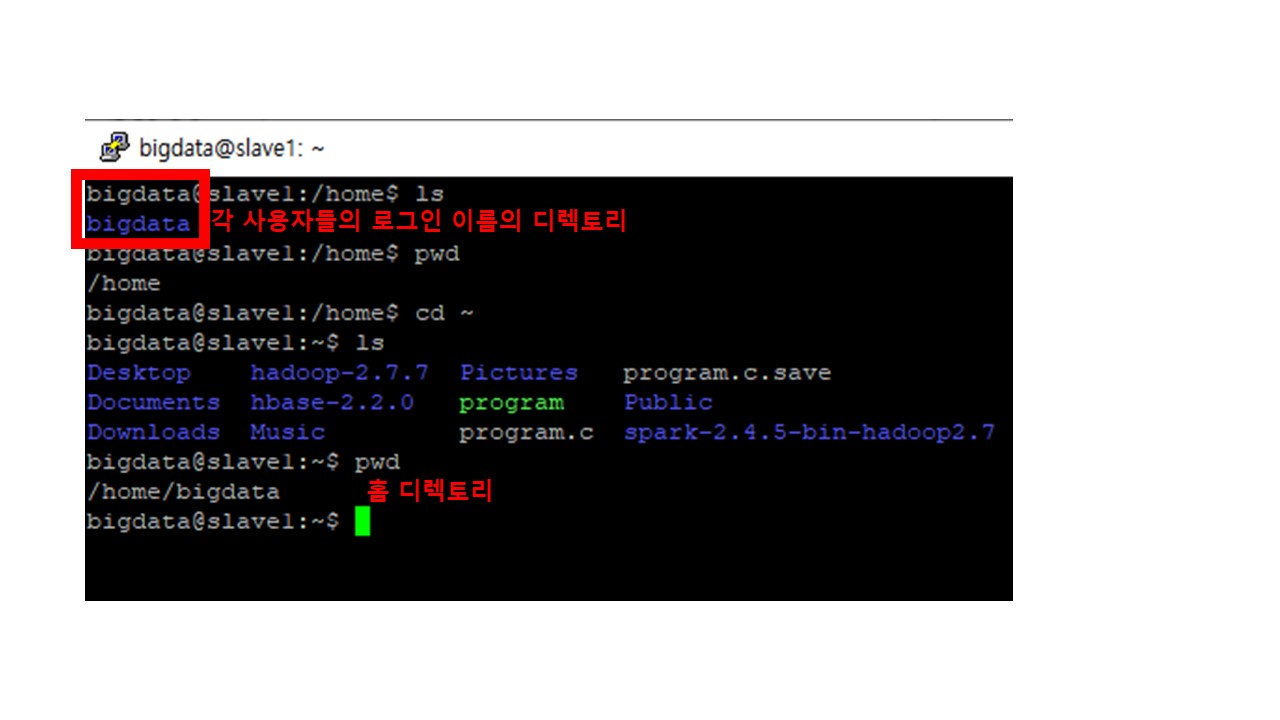 bigdata@slave1: ~
bigdata@slave1:/home$ ls
bigdata 각 사용자들의 로그인 이름의 디렉토리
bigdata@slave1:/home$ pwd
/home
bigdata@slave1:/home$ cd ~
bigdata@slave1:~$ ls
Desktop hadoop-2.7.7 Pictures program.c.save
Documents hbase-2.2.0 program Public
Downloads Music program.c spark-2.4.5-bin-hadoop2.7
bigdata@slave1:~$ pwd
/home/bigdata 홈 디렉토리
bigdata@slave1:~$